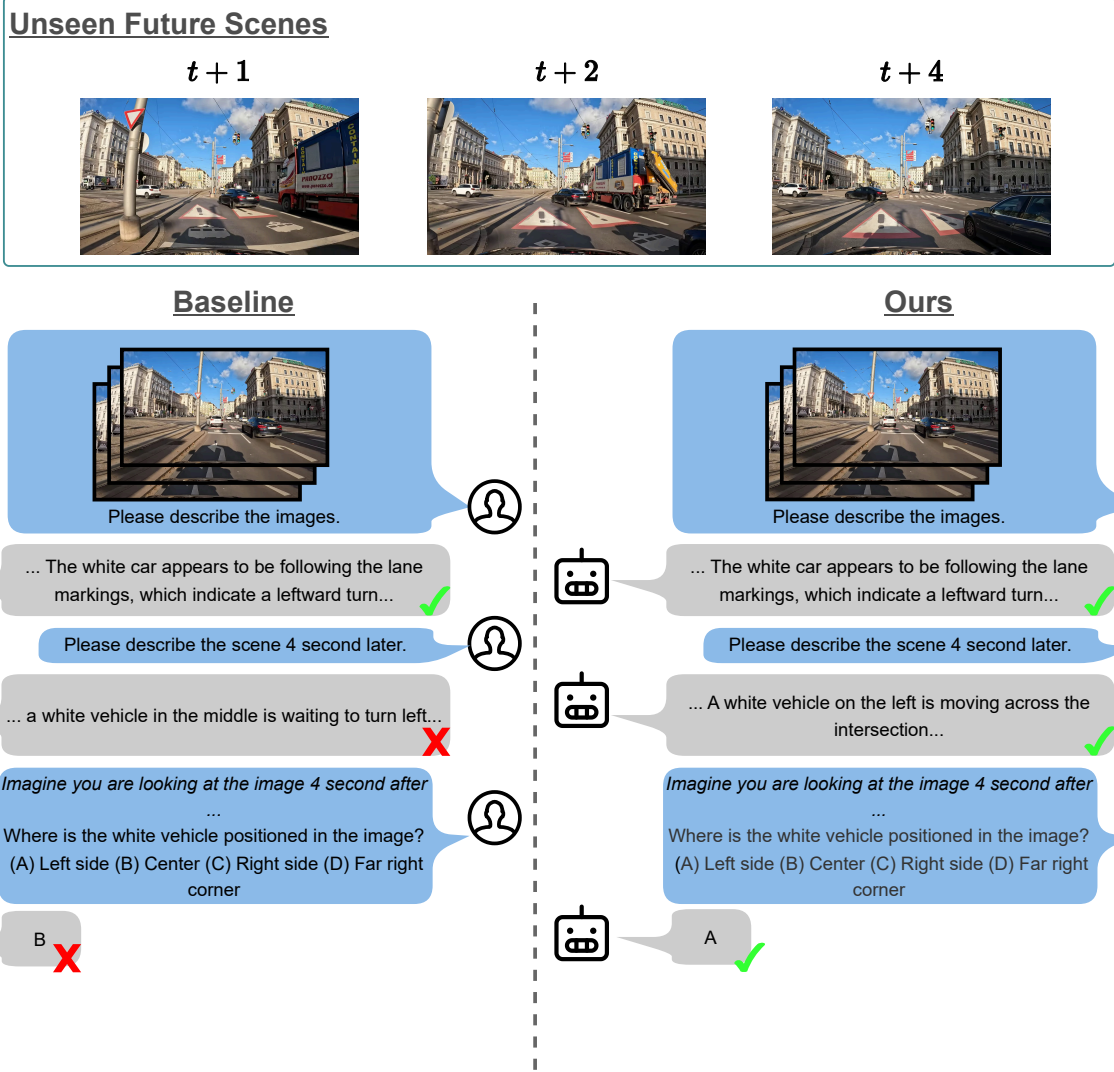 Unseen Future Scenes
t + 1
t + 2
t + 4
CONTAIN
PAROZZO
Baseline
Ours
Please describe the images.
... The white car appears to be following the lane
markings, which indicate a leftward turn...
Please describe the scene 4 second later.
... a white vehicle in the middle is waiting to turn left...
X
Imagine you are looking at the image 4 second after
...
Where is the white vehicle positioned in the image?
(A) Left side (B) Center (C) Right side (D) Far right
corner
B
X
Please describe the images.
... The white car appears to be following the lane
markings, which indicate a leftward turn...
Please describe the scene 4 second later.
... A white vehicle on the left is moving across the
intersection...
Imagine you are looking at the image 4 second after
...
Where is the white vehicle positioned in the image?
(A) Left side (B) Center (C) Right side (D) Far right
corner
A